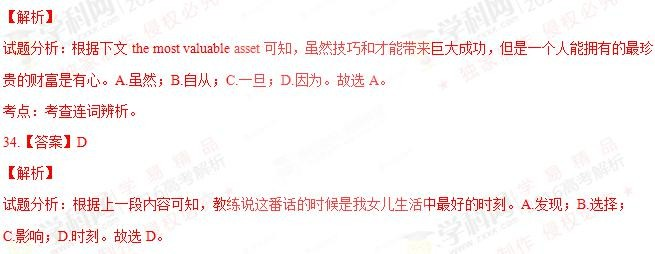 【解析】
试题分析：根据下文 the most valuable asset 可知，虽然技巧和才能带来巨大成功，但是一个人能拥有的最珍
贵的财富是有心。A.虽然；B.自从；C.一旦；D.因为。故选 A。
考点：考查连词辨析。
34.【答案】D
【解析】
试题分析：根据上一段内容可知，教练说这番话的时候是我女儿生活中最好的时刻。A.发现；B.选择；
C.影响；D.时刻。故选 D。